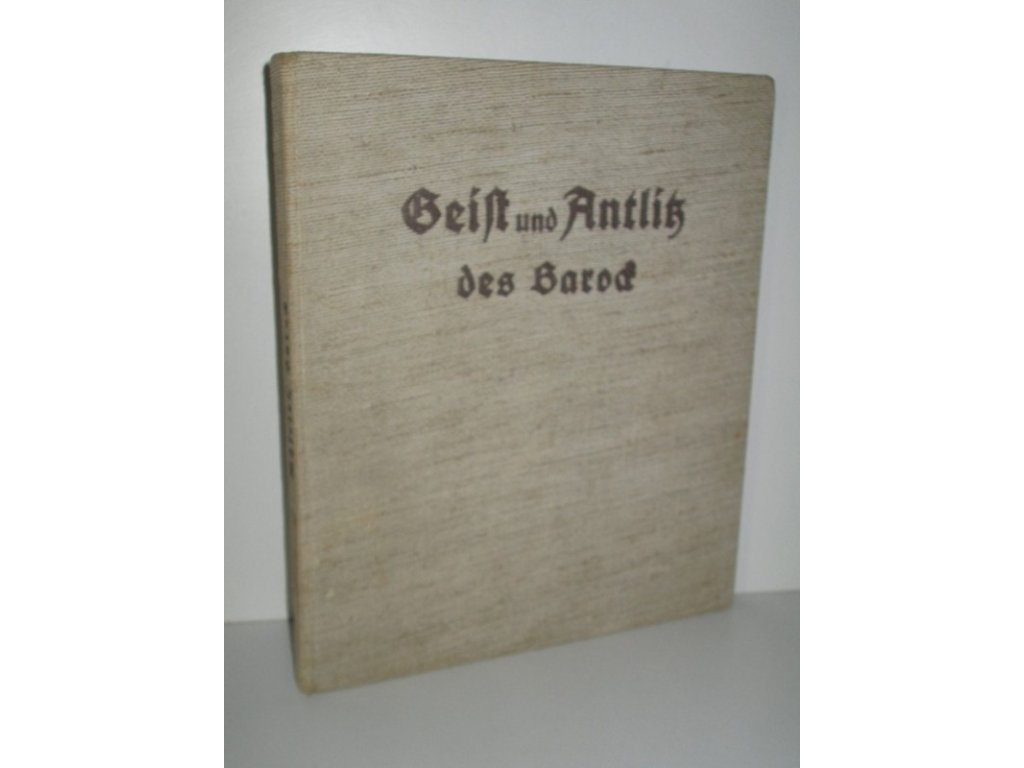 Geist und Antlitz
des Barock